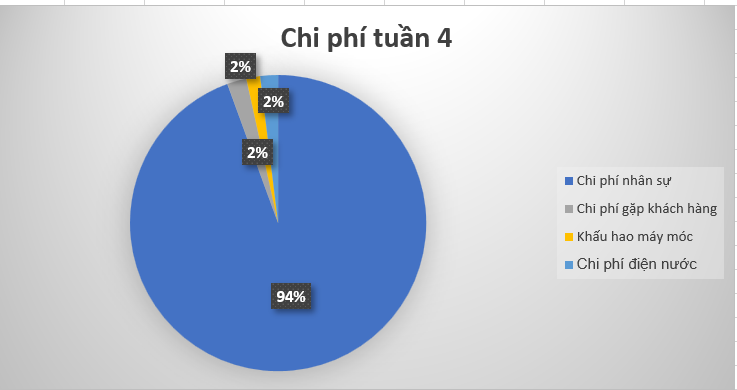 Chi phí tuần 4
2%
2%
2%
94%
Chi phí nhân sự
Chi phí gặp khách hàng
Khấu hao máy móc
Chi phí điện nước